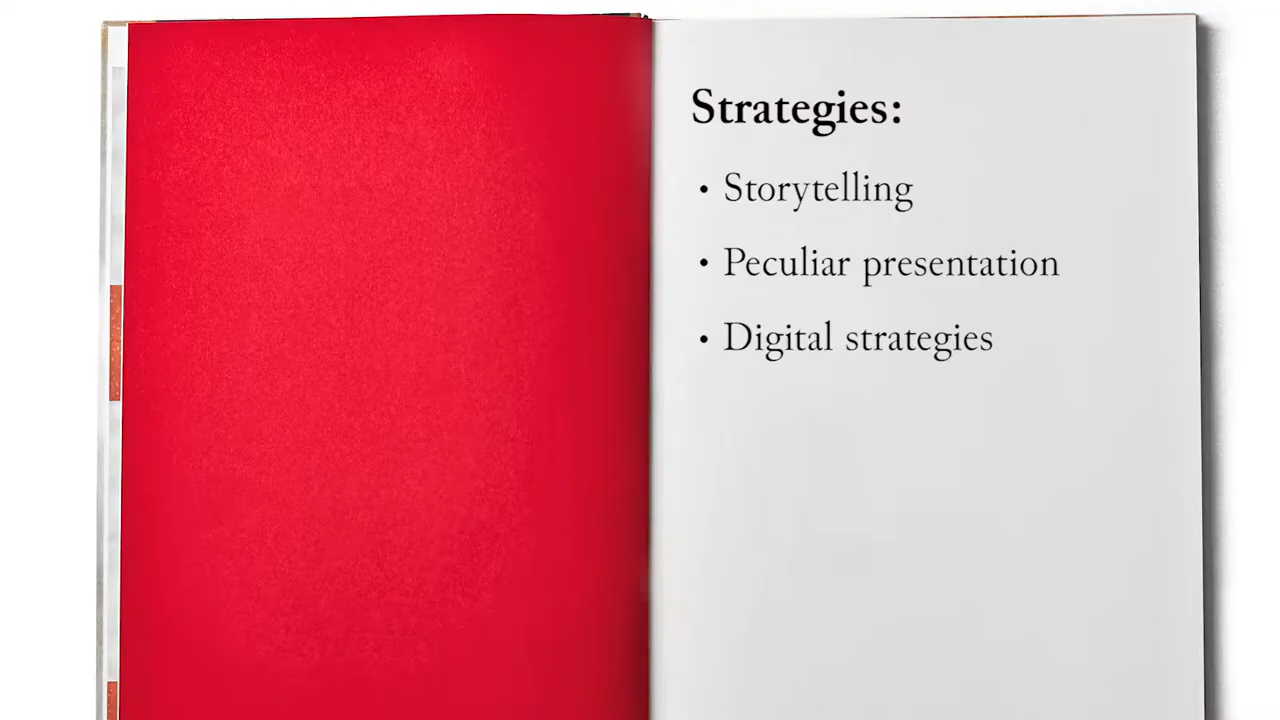 Strategies:
• Storytelling
• Peculiar presentation
• Digital strategies